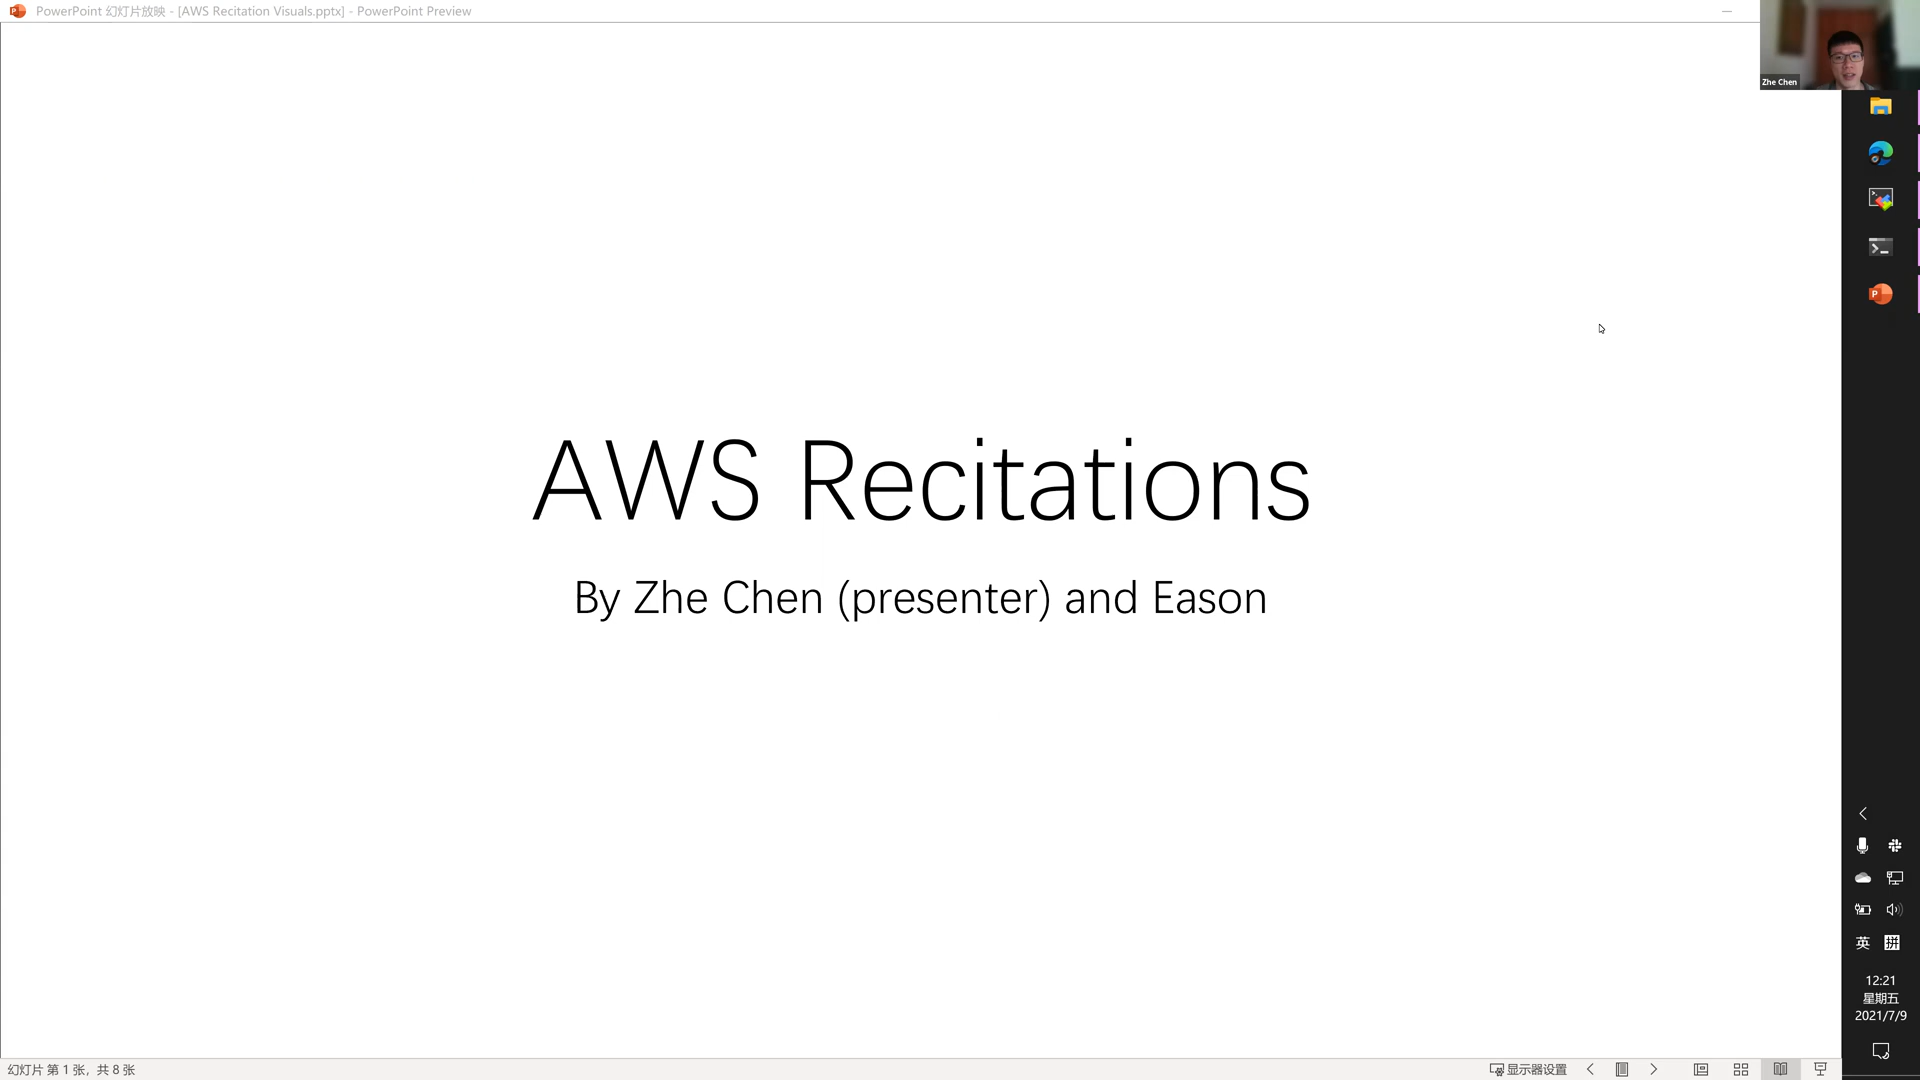 PowerPoint 幻灯片放映 - [AWS Recitation Visuals.pptx] - PowerPoint Preview
Zhe Chen
AWS Recitations
By Zhe Chen (presenter) and Eason
英 拼
12:21
星期五
2021/7/9
幻灯片 第 1 张，共 8 张
显示器设置